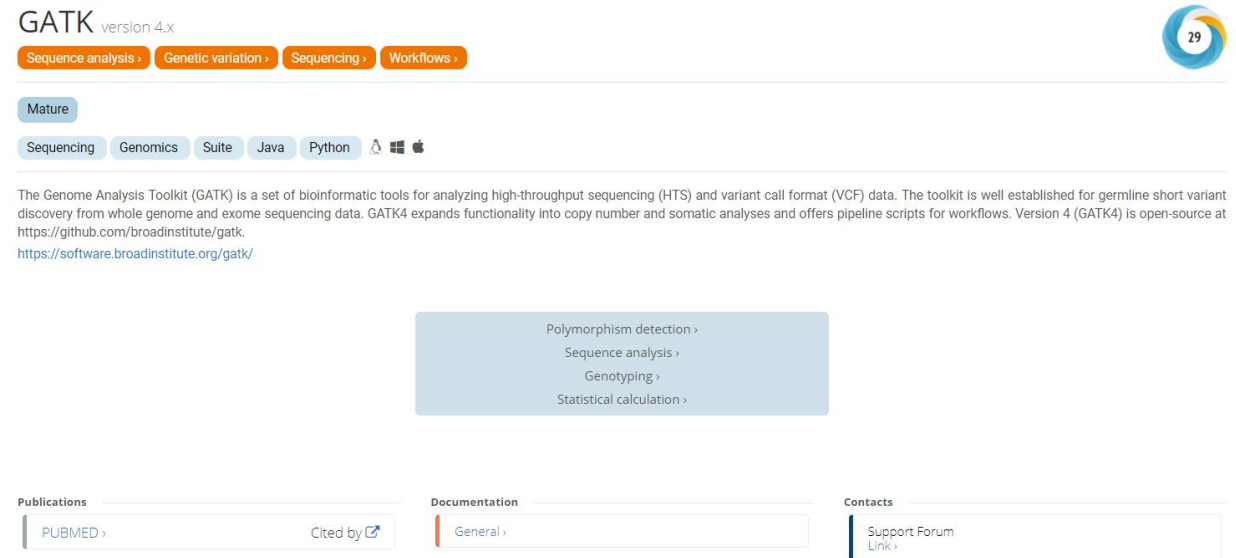 GATK version 4.x
29
Sequence analysis › Genetic variation › Sequencing › Workflows ›
Mature
Sequencing Genomics Suite Java Python
The Genome Analysis Toolkit (GATK) is a set of bioinformatic tools for analyzing high-throughput sequencing (HTS) and variant call format (VCF) data. The toolkit is well established for germline short variant
discovery from whole genome and exome sequencing data. GATK4 expands functionality into copy number and somatic analyses and offers pipeline scripts for workflows. Version 4 (GATK4) is open-source at
https://github.com/broadinstitute/gatk.
https://software.broadinstitute.org/gatk/
Polymorphism detection ›
Sequence analysis ›
Genotyping ›
Statistical calculation ›
Publications
PUBMED › Cited by
Documentation
General ›
Contacts
Support Forum
Link ›